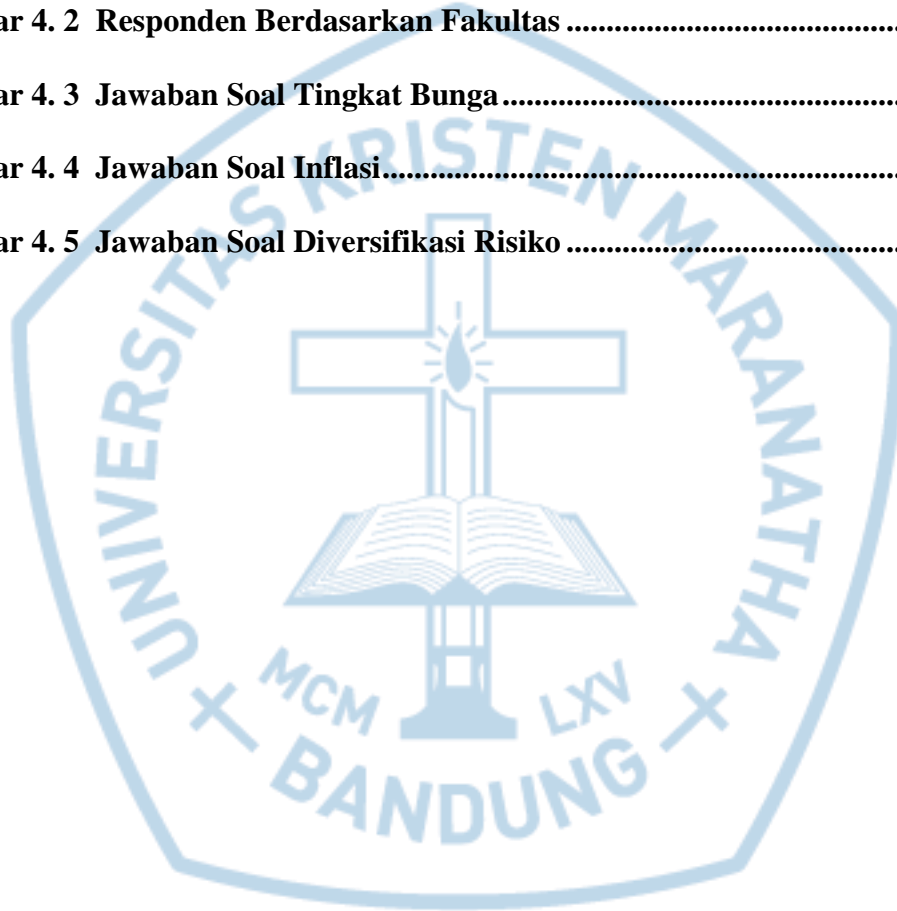 ar 4. 2 Responden Berdasarkan Fakultas ........................................
ar 4. 3 Jawaban Soal Tingkat Bunga ................................................
ar 4. 4 Jawaban Soal Inflasi ...............................................................
ar 4. 5 Jawaban Soal Diversifikasi Risiko ........................................
UNIVERSITAS KRISTEN MARANATHA
MCM LXV
BANDUNG